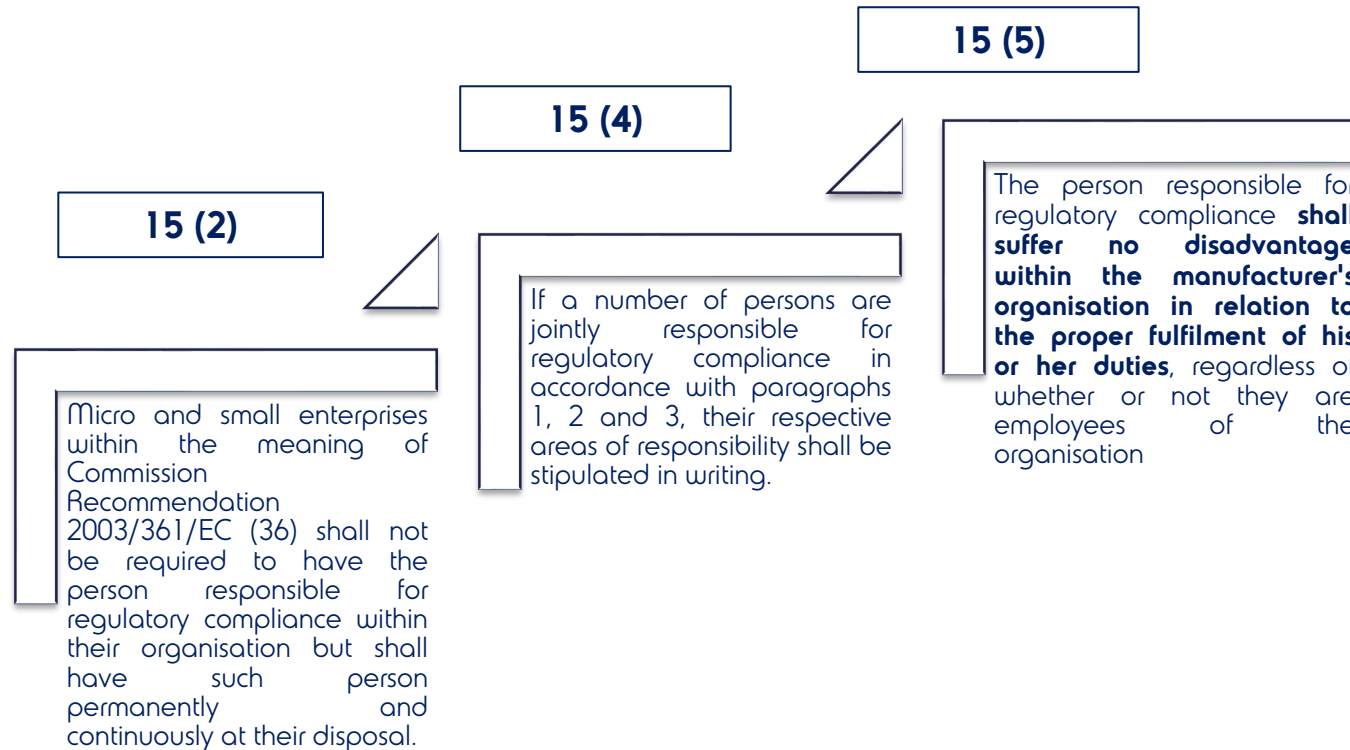 15 (2)
Micro and small enterprises
within the meaning of
Commission
Recommendation
2003/361/EC (36) shall not
be required to have the
person responsible for
regulatory compliance within
their organisation but shall
have such person
permanently and
continuously at their disposal.
15 (4)
If a number of persons are
jointly responsible for
regulatory compliance in
accordance with paragraphs
1, 2 and 3, their respective
areas of responsibility shall be
stipulated in writing.
15 (5)
The person responsible for
regulatory compliance shall
suffer no disadvantage
within the manufacturer's
organisation in relation to
the proper fulfilment of his
or her duties, regardless of
whether or not they are
employees of the
organisation